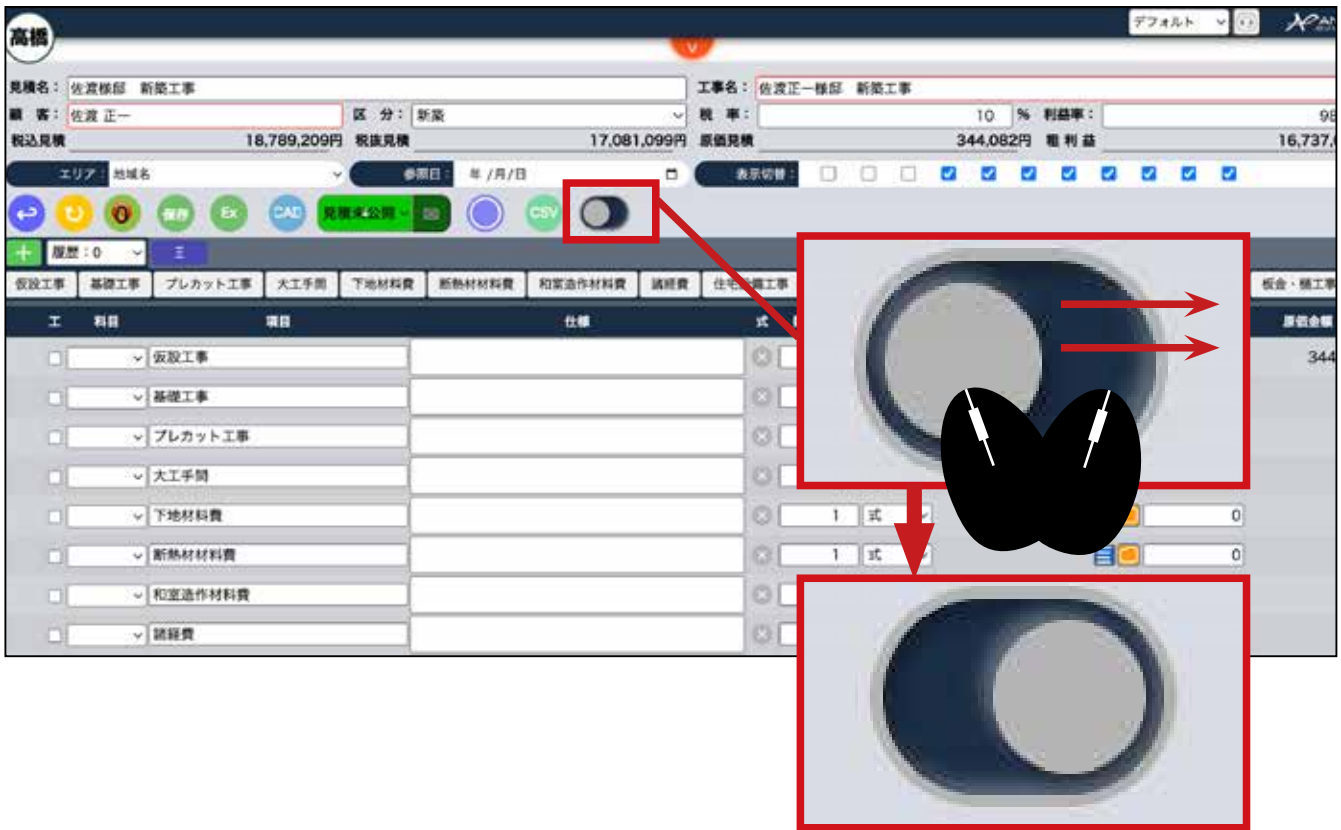 高橋
デフォルト
見積名： 佐渡様邸 新築工事
工事名： 佐渡正一様邸 新築工事
顧 客： 佐渡 正一 区 分： 新築
税 率： 10 % 利益率： 98
税込見積 18,789,209円 税抜見積 17,081,099円 原価見積 344,082円 粗 利 益 16,737,
エリア： 地域名 参照日： 年 /月/日 表示切替：
保存 Ex CAD 見積未公開 CSV
履歴：0
仮設工事 基礎工事 プレカット工事 大工手間 下地材料費 断熱材材料費 和室造作材料費 諸経費 板金・樋工事
工 科目 項目 仕様 式 原価金額
仮設工事 344
基礎工事
プレカット工事
大工手間
下地材料費 1 式 0
断熱材材料費 1 式 0
和室造作材料費
諸経費